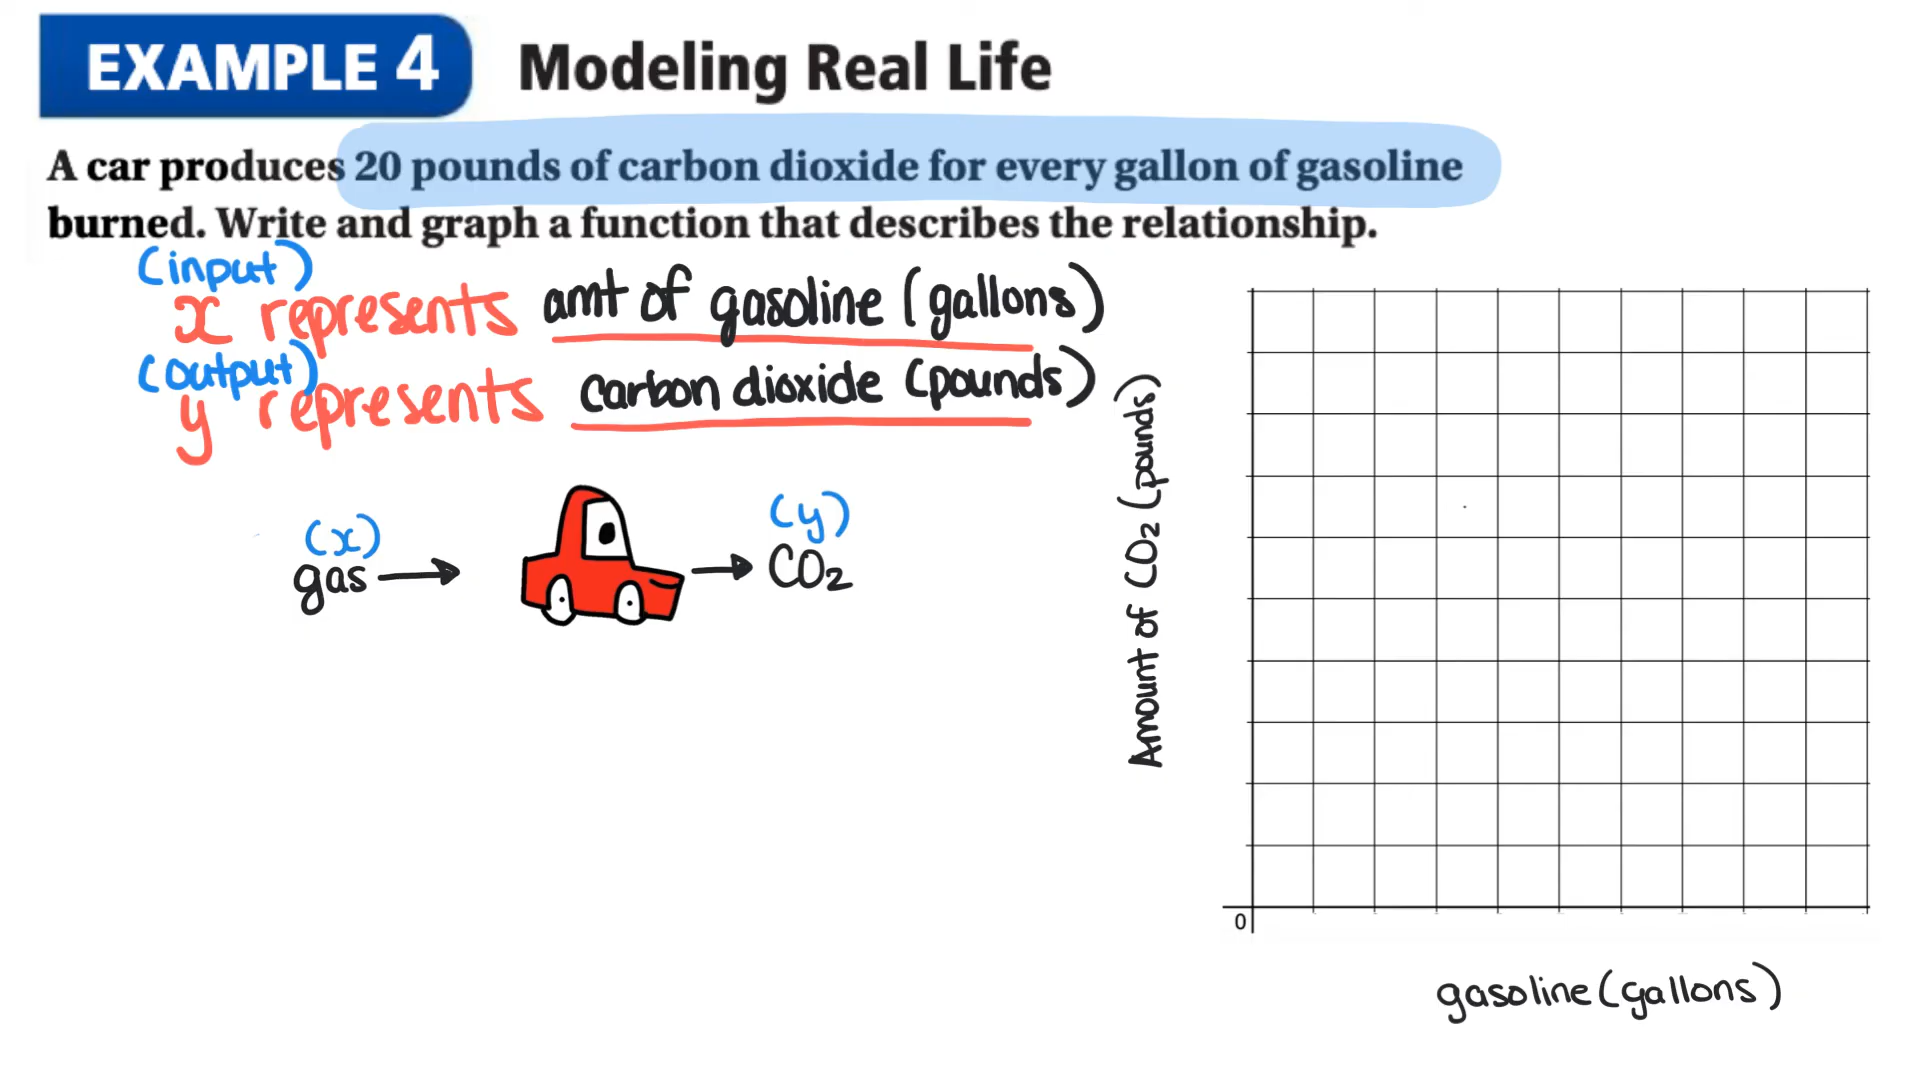 EXAMPLE 4 Modeling Real Life
A car produces 20 pounds of carbon dioxide for every gallon of gasoline
burned. Write and graph a function that describes the relationship.
(input)
x represents amt of gasoline (gallons)
(output)
y represents carbon dioxide (pounds)
(x)
gas
(y)
CO₂
Amount of CO₂ (pounds)
0
gasoline (gallons)